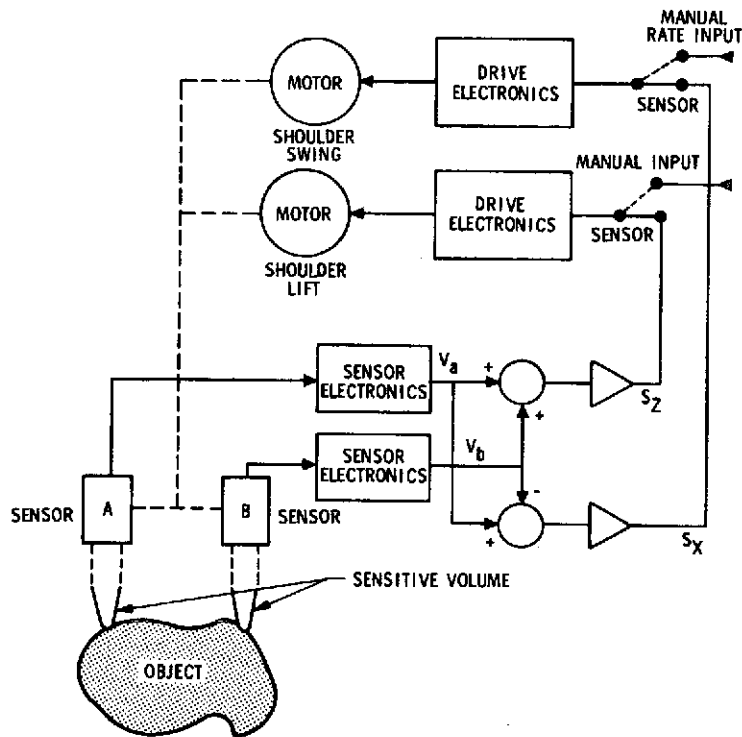 MANUAL
RATE INPUT
MOTOR
DRIVE
ELECTRONICS
SENSOR
SHOULDER
SWING
MANUAL INPUT
MOTOR
DRIVE
ELECTRONICS
SENSOR
SHOULDER
LIFT
SENSOR
ELECTRONICS
Va
+
+
SZ
SENSOR
ELECTRONICS
Vb
-
+
SX
SENSOR
A
B
SENSOR
SENSITIVE VOLUME
OBJECT